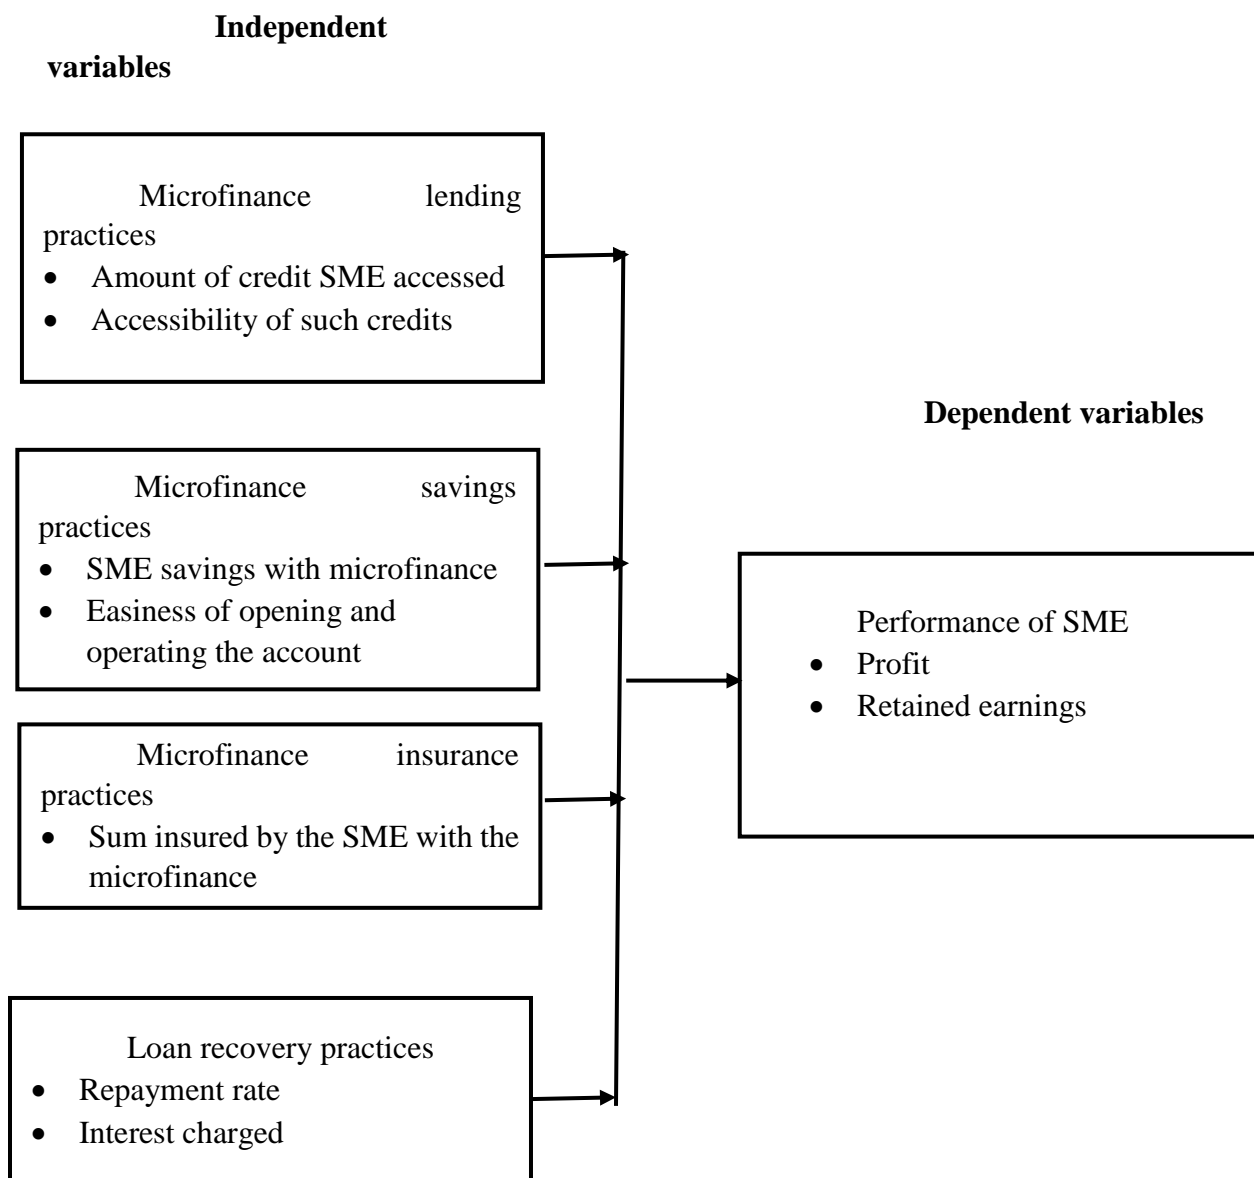 Independent
variables
Microfinance lending
practices
• Amount of credit SME accessed
• Accessibility of such credits
Microfinance savings
practices
• SME savings with microfinance
• Easiness of opening and
operating the account
Microfinance insurance
practices
• Sum insured by the SME with the
microfinance
Loan recovery practices
• Repayment rate
• Interest charged
Dependent variables
Performance of SME
• Profit
• Retained earnings